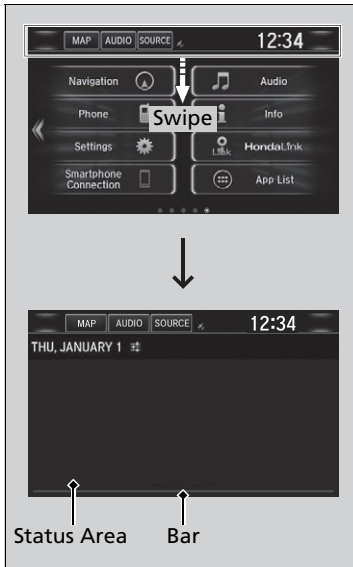 MAP AUDIO SOURCE 12:34
Navigation Audio
Phone Info
Swipe
Settings Link HondaLink
Smartphone
Connection App List
MAP AUDIO SOURCE 12:34
THU, JANUARY 1
Status Area Bar